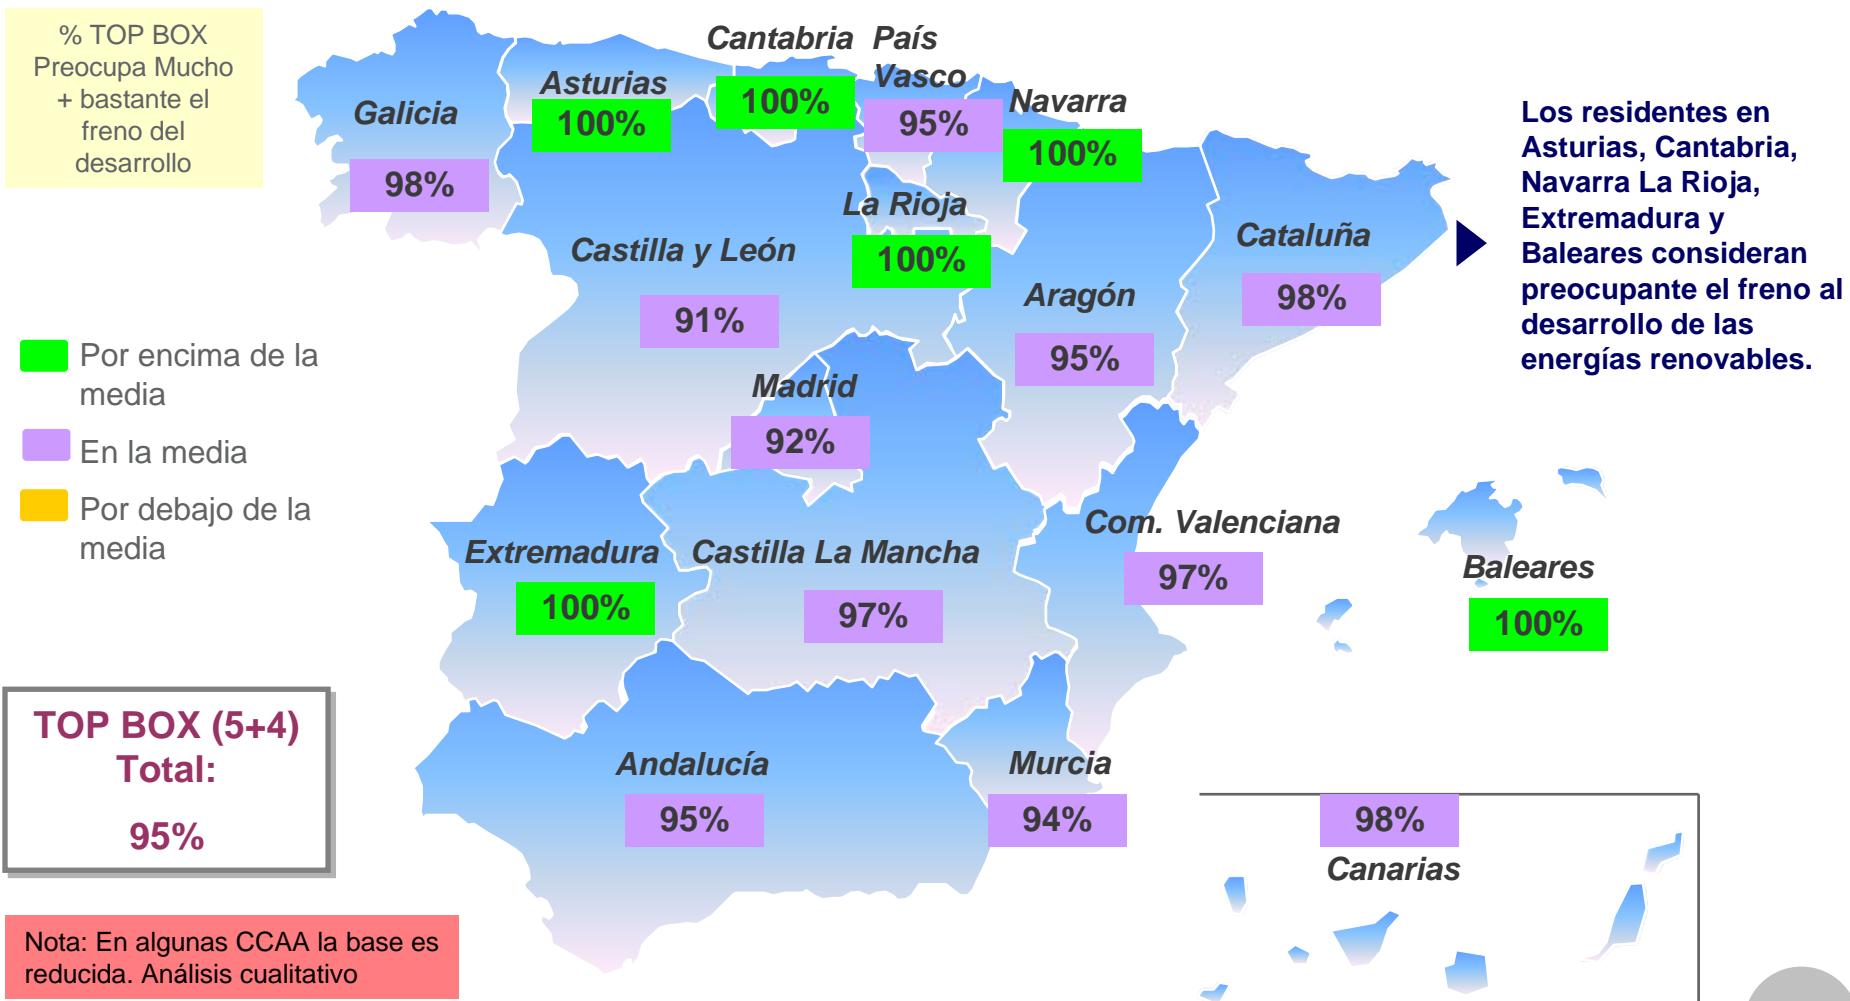 % TOP BOX
Preocupa Mucho
+ bastante el
freno del
desarrollo
Cantabria
100%
País
Vasco
95%
Asturias
100%
Navarra
100%
Galicia
98%
La Rioja
100%
Castilla y León
91%
Cataluña
98%
Aragón
95%
Madrid
92%
Com. Valenciana
97%
Extremadura
100%
Castilla La Mancha
97%
Baleares
100%
Andalucía
95%
Murcia
94%
98%
Canarias
Los residentes en
Asturias, Cantabria,
Navarra La Rioja,
Extremadura y
Baleares consideran
preocupante el freno al
desarrollo de las
energías renovables.
Por encima de la
media
En la media
Por debajo de la
media
TOP BOX (5+4)
Total:
95%
Nota: En algunas CCAA la base es
reducida. Análisis cualitativo